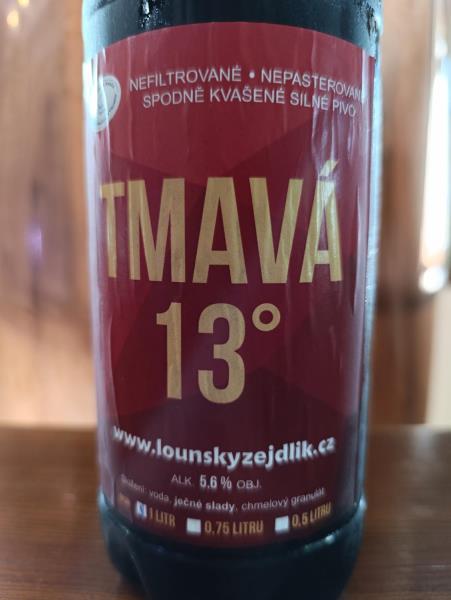 NEFILTROVANÉ • NEPASTEROVANÉ
SPODNĚ KVAŠENÉ SILNÉ PIVO
TMAVÁ
13°
www.lounskyzejdlik.cz
ALK. 5.6 % OBJ.
Složení: voda, ječné slady, chmelový granulát.
1 LITR 0,75 LITRU 0,5 LITRU